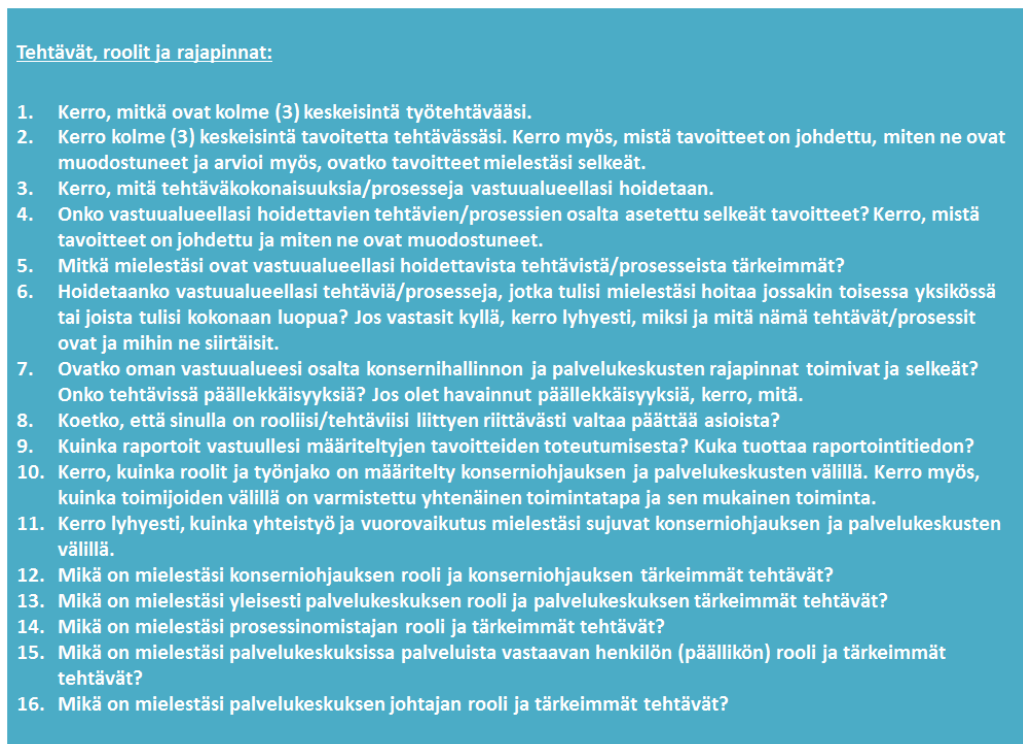 Tehtävät, roolit ja rajapinnat:
1. Kerro, mitkä ovat kolme (3) keskeisintä työtehtävääsi.
2. Kerro kolme (3) keskeisintä tavoitetta tehtävässäsi. Kerro myös, mistä tavoitteet on johdettu, miten ne ovat
muodostuneet ja arvioi myös, ovatko tavoitteet mielestäsi selkeät.
3. Kerro, mitä tehtäväkokonaisuuksia/prosesseja vastuualueellasi hoidetaan.
4. Onko vastuualueellasi hoidettavien tehtävien/prosessien osalta asetettu selkeät tavoitteet? Kerro, mistä
tavoitteet on johdettu ja miten ne ovat muodostuneet.
5. Mitkä mielestäsi ovat vastuualueellasi hoidettavista tehtävistä/prosesseista tärkeimmät?
6. Hoidetaanko vastuualueellasi tehtäviä/prosesseja, jotka tulisi mielestäsi hoitaa jossakin toisessa yksikössä
tai joista tulisi kokonaan luopua? Jos vastasit kyllä, kerro lyhyesti, miksi ja mitä nämä tehtävät/prosessit
ovat ja mihin ne siirtäisit.
7. Ovatko oman vastuualueesi osalta konsernihallinnon ja palvelukeskusten rajapinnat toimivat ja selkeät?
Onko tehtävissä päällekkäisyyksiä? Jos olet havainnut päällekkäisyyksiä, kerro, mitä.
8. Koetko, että sinulla on rooliisi/tehtäviisi liittyen riittävästi valtaa päättää asioista?
9. Kuinka raportoit vastuullesi määriteltyjen tavoitteiden toteutumisesta? Kuka tuottaa raportointitiedon?
10. Kerro, kuinka roolit ja työnjako on määritelty konserniohjauksen ja palvelukeskusten välillä. Kerro myös,
kuinka toimijoiden välillä on varmistettu yhtenäinen toimintatapa ja sen mukainen toiminta.
11. Kerro lyhyesti, kuinka yhteistyö ja vuorovaikutus mielestäsi sujuvat konserniohjauksen ja palvelukeskusten
välillä.
12. Mikä on mielestäsi konserniohjauksen rooli ja konserniohjauksen tärkeimmät tehtävät?
13. Mikä on mielestäsi yleisesti palvelukeskuksen rooli ja palvelukeskuksen tärkeimmät tehtävät?
14. Mikä on mielestäsi prosessinomistajan rooli ja tärkeimmät tehtävät?
15. Mikä on mielestäsi palvelukeskuksissa palveluista vastaavan henkilön (päällikön) rooli ja tärkeimmät
tehtävät?
16. Mikä on mielestäsi palvelukeskuksen johtajan rooli ja tärkeimmät tehtävät?